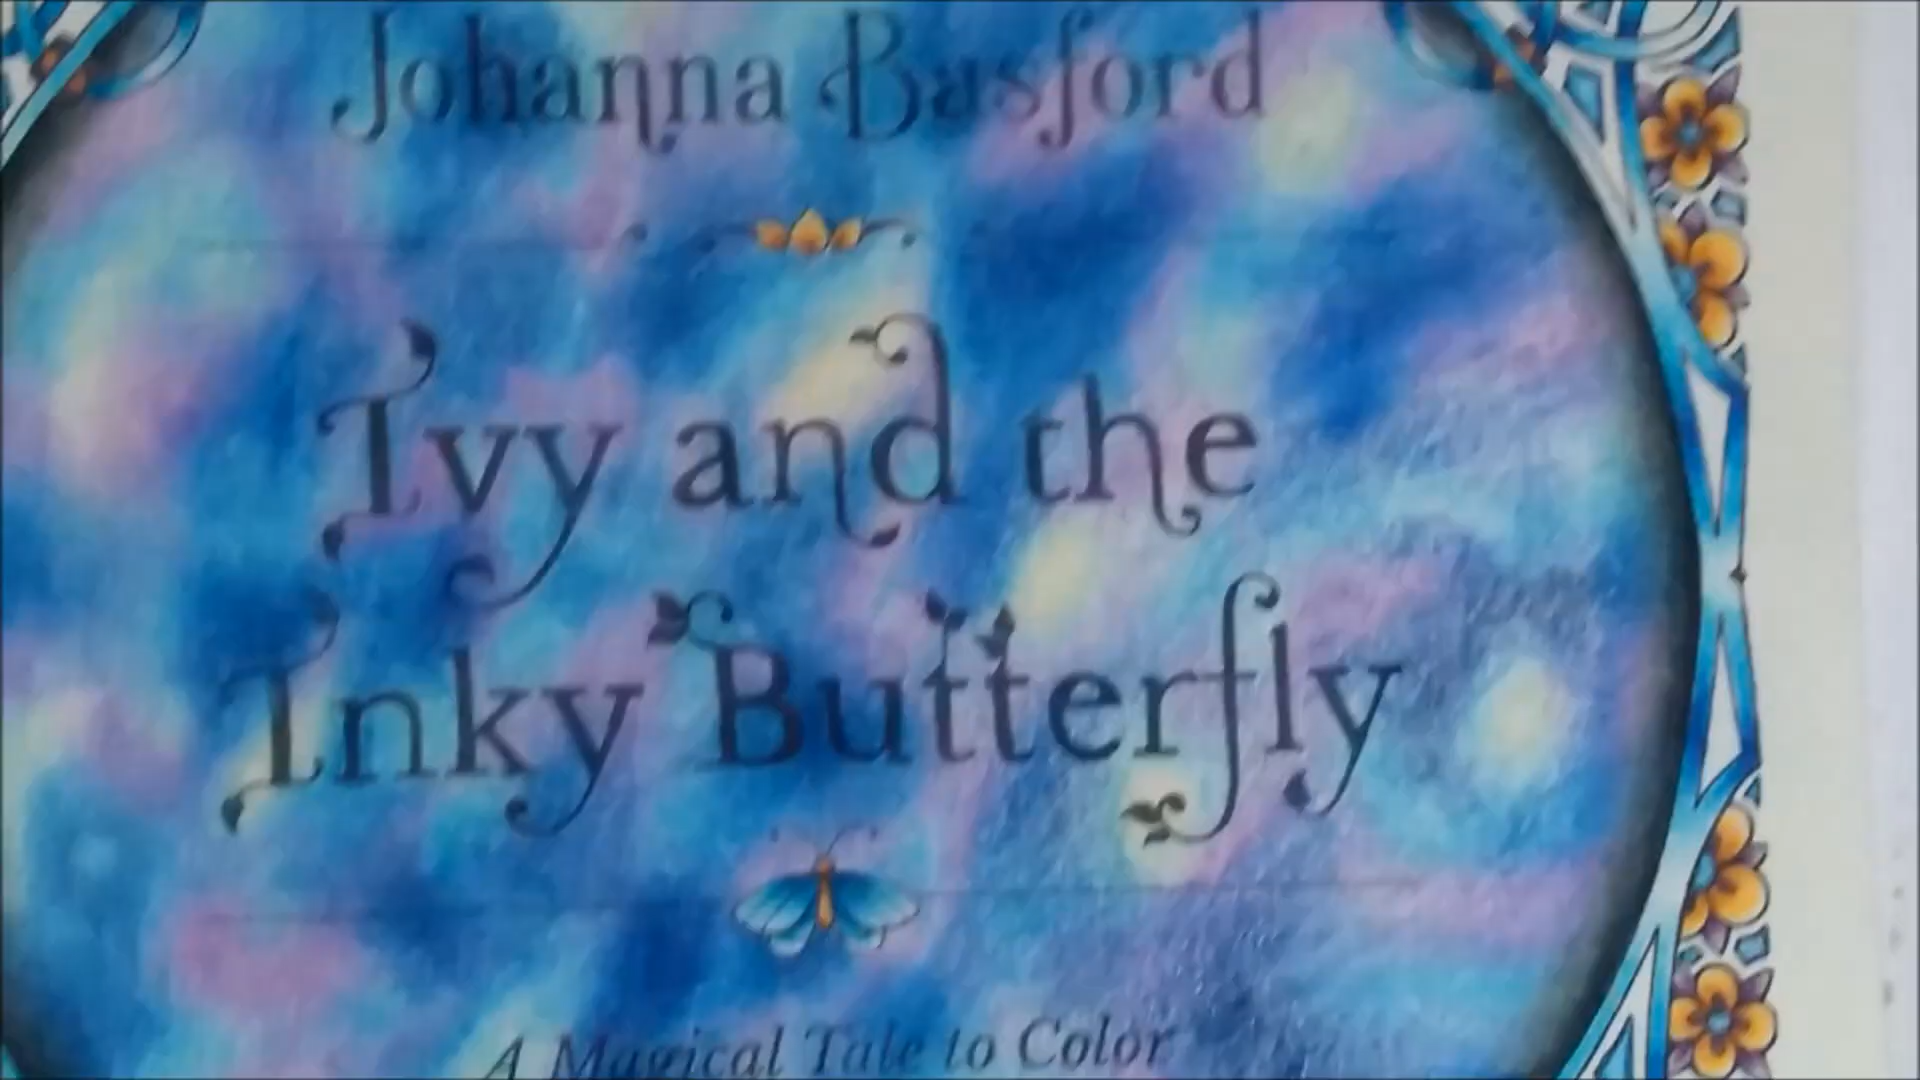 Johanna Basford
Ivy and the
Inky Butterfly
A Magical Tale to Color